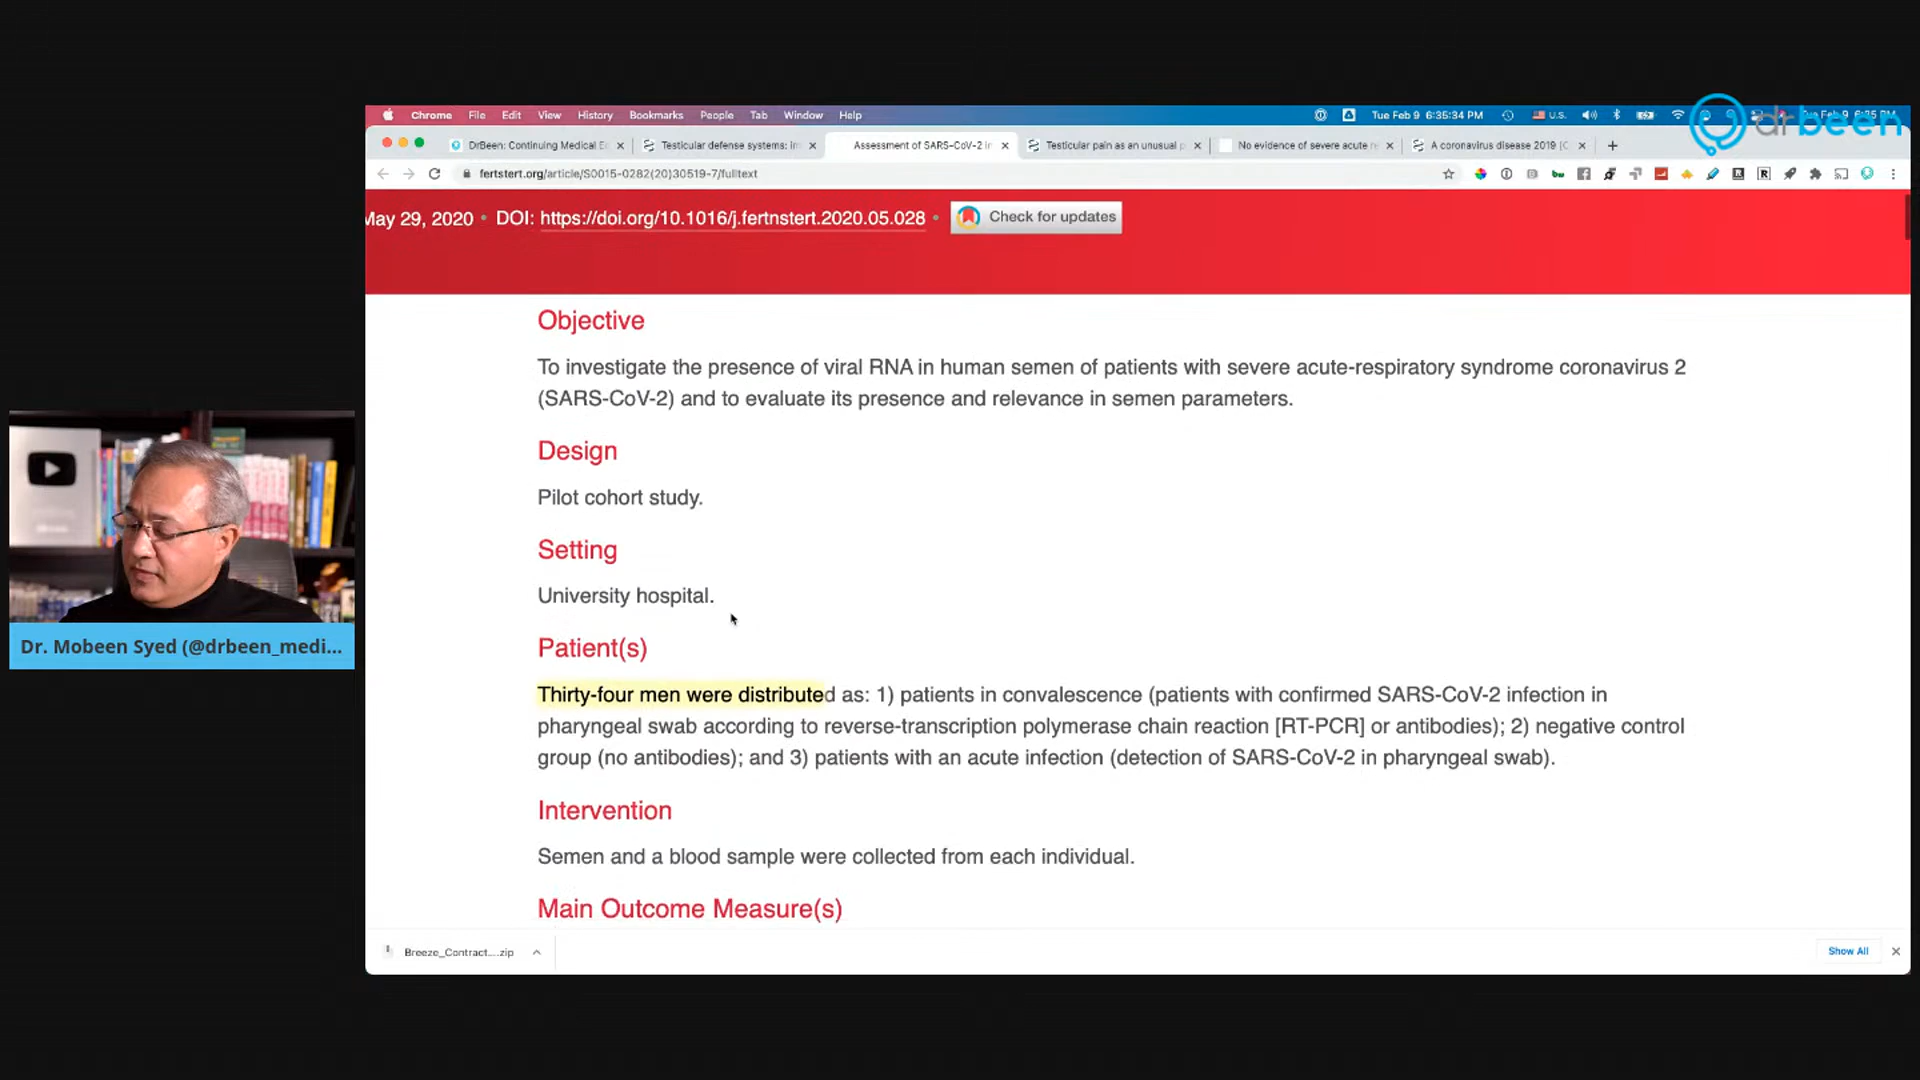 Chrome File Edit View History Bookmarks People Tab Window Help
U.S. Tue Feb 9 6:35:34 PM
drbeen
DrBeen: Continuing Medical E
Testicular defense systems: in
Assessment of SARS-CoV-2 in
Testicular pain as an unusual p
No evidence of severe acute re
A coronavirus disease 2019 (C
fertstert.org/article/S0015-0282(20)30519-7/fulltext
May 29, 2020 • DOI: https://doi.org/10.1016/j.fertnstert.2020.05.028 • Check for updates
Objective
To investigate the presence of viral RNA in human semen of patients with severe acute-respiratory syndrome coronavirus 2
(SARS-CoV-2) and to evaluate its presence and relevance in semen parameters.
Design
Pilot cohort study.
Setting
University hospital.
Patient(s)
Thirty-four men were distributed as: 1) patients in convalescence (patients with confirmed SARS-CoV-2 infection in
pharyngeal swab according to reverse-transcription polymerase chain reaction [RT-PCR] or antibodies); 2) negative control
group (no antibodies); and 3) patients with an acute infection (detection of SARS-CoV-2 in pharyngeal swab).
Intervention
Semen and a blood sample were collected from each individual.
Main Outcome Measure(s)
Breeze_Contract....zip
Show All
Dr. Mobeen Syed (@drbeen_medi...